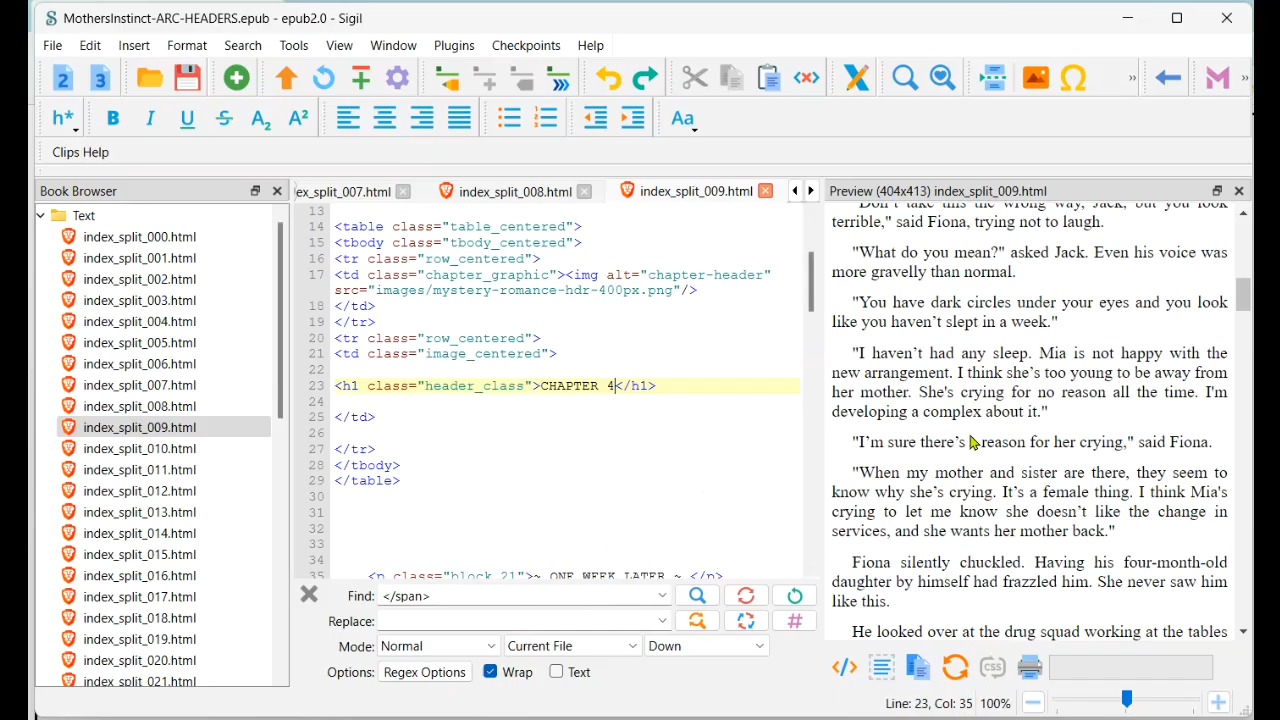 MothersInstinct-ARC-HEADERS.epub - epub2.0 - Sigil
File Edit Insert Format Search Tools View Window Plugins Checkpoints Help
2 3
h* B I U S A2 A2 Aa
Clips Help
Book Browser
Text
index_split_000.html
index_split_001.html
index_split_002.html
index_split_003.html
index_split_004.html
index_split_005.html
index_split_006.html
index_split_007.html
index_split_008.html
index_split_009.html
index_split_010.html
index_split_011.html
index_split_012.html
index_split_013.html
index_split_014.html
index_split_015.html
index_split_016.html
index_split_017.html
index_split_018.html
index_split_019.html
index_split_020.html
index_split_021.html
ex_split_007.html index_split_008.html index_split_009.html
13
14 <table class="table_centered">
15 <tbody class="tbody_centered">
16 <tr class="row_centered">
17 <td class="chapter_graphic"><img alt="chapter-header"
src="images/mystery-romance-hdr-400px.png"/>
18 </td>
19 </tr>
20 <tr class="row_centered">
21 <td class="image_centered">
22
23 <h1 class="header_class">CHAPTER 4</h1>
24
25 </td>
26
27 </tr>
28 </tbody>
29 </table>
30
31
32
33
34
35 <p class="block_21">~ ONE WEEK LATER ~ </p>
Find: </span>
Replace:
Mode: Normal Current File Down
Options: Regex Options Wrap Text
Preview (404x413) index_split_009.html
"Don't take this the wrong way, Jack, but you look
terrible," said Fiona, trying not to laugh.
"What do you mean?" asked Jack. Even his voice was
more gravelly than normal.
"You have dark circles under your eyes and you look
like you haven't slept in a week."
"I haven't had any sleep. Mia is not happy with the
new arrangement. I think she's too young to be away from
her mother. She's crying for no reason all the time. I'm
developing a complex about it."
"I'm sure there's a reason for her crying," said Fiona.
"When my mother and sister are there, they seem to
know why she's crying. It's a female thing. I think Mia's
crying to let me know she doesn't like the change in
services, and she wants her mother back."
Fiona silently chuckled. Having his four-month-old
daughter by himself had frazzled him. She never saw him
like this.
He looked over at the drug squad working at the tables
CSS
Line: 23, Col: 35 100%